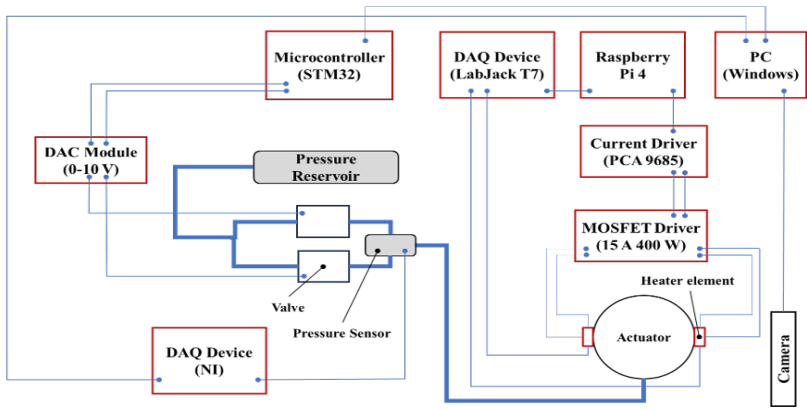 Microcontroller
(STM32)
DAQ Device
(LabJack T7)
Raspberry
Pi 4
PC
(Windows)
DAC Module
(0-10 V)
Pressure
Reservoir
Current Driver
(PCA 9685)
MOSFET Driver
(15 A 400 W)
Heater element
Valve
Pressure Sensor
Actuator
DAQ Device
(NI)
Camera